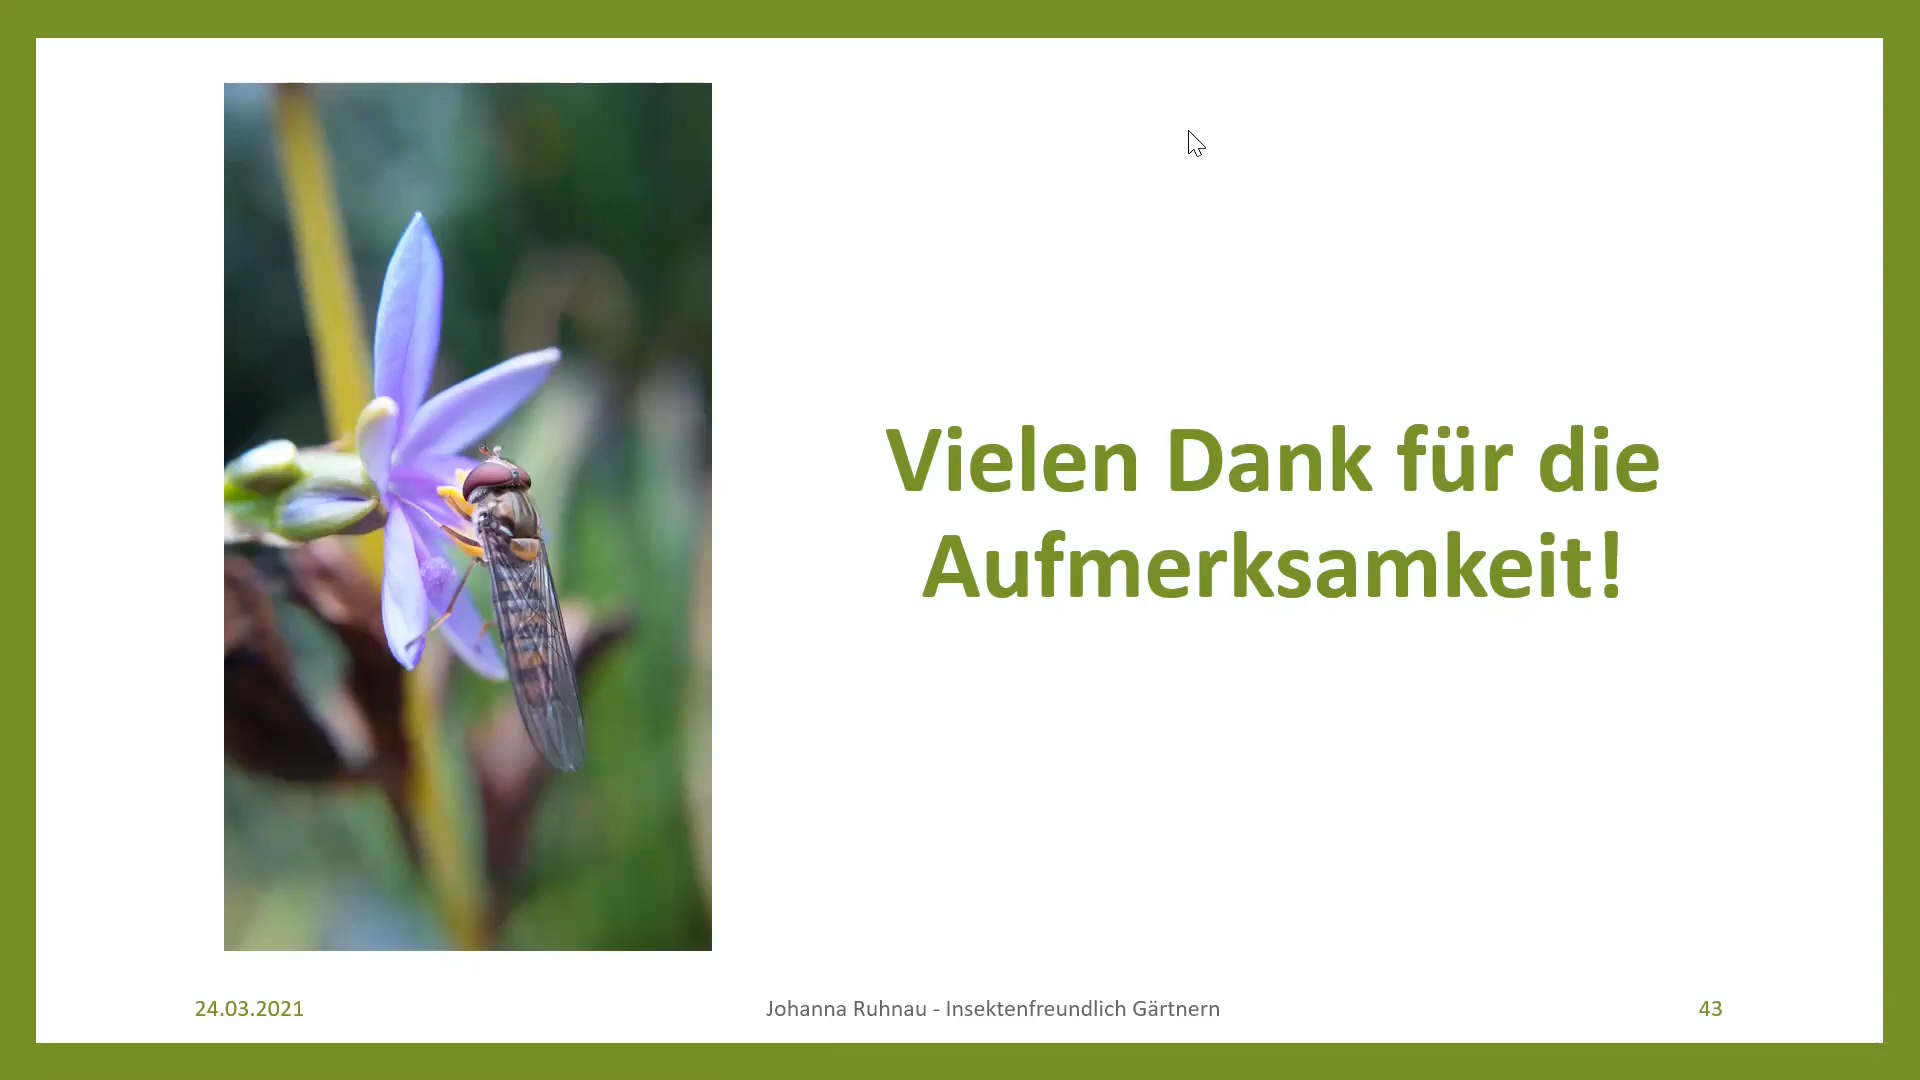 Vielen Dank für die
Aufmerksamkeit!
24.03.2021
Johanna Ruhnau - Insektenfreundlich Gärtnern
43